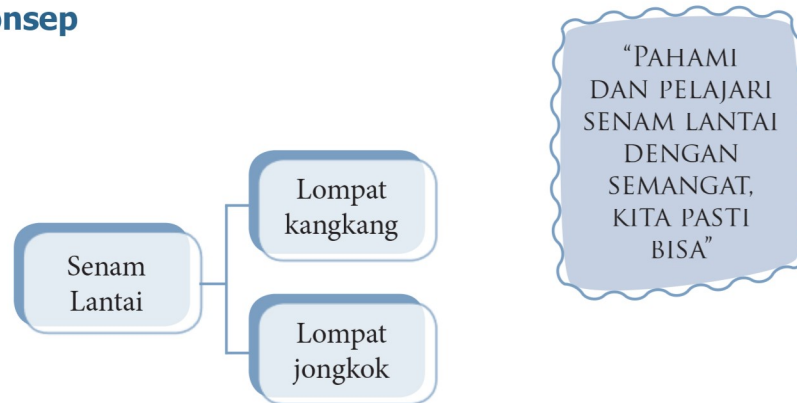 onsep
“PAHAMI
DAN PELAJARI
SENAM LANTAI
DENGAN
SEMANGAT,
KITA PASTI
BISA”
Lompat
kangkang
Senam
Lantai
Lompat
jongkok